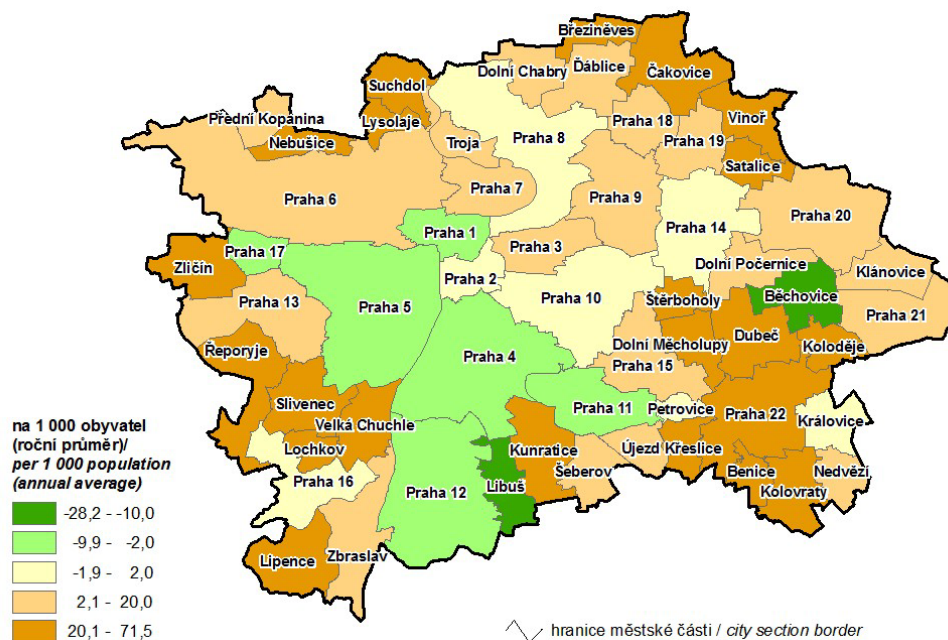 Březiněves
Dolní Chabry
Ďáblice
Čakovice
Suchdol
Přední Kopanina
Lysolaje
Vinoř
Nebušice
Troja
Praha 8
Praha 18
Praha 19
Satalice
Praha 6
Praha 7
Praha 9
Praha 20
Praha 1
Praha 14
Praha 17
Praha 3
Zličín
Dolní Počernice
Klánovice
Praha 2
Praha 13
Praha 5
Praha 10
Štěrboholy
Běchovice
Praha 21
Praha 4
Dolní Měcholupy
Dubeč
Koloděje
Řeporyje
Praha 15
Slivenec
Velká Chuchle
Praha 11
Petrovice
Praha 22
Královice
Lochkov
Kunratice
Újezd
Křeslice
Praha 16
Praha 12
Libuš
Šeberov
Benice
Nedvězí
Kolovraty
Lipence
Zbraslav
na 1 000 obyvatel
(roční průměr)/
per 1 000 population
(annual average)
-28,2 - -10,0
-9,9 - -2,0
-1,9 - 2,0
2,1 - 20,0
20,1 - 71,5
hranice městské části / city section border